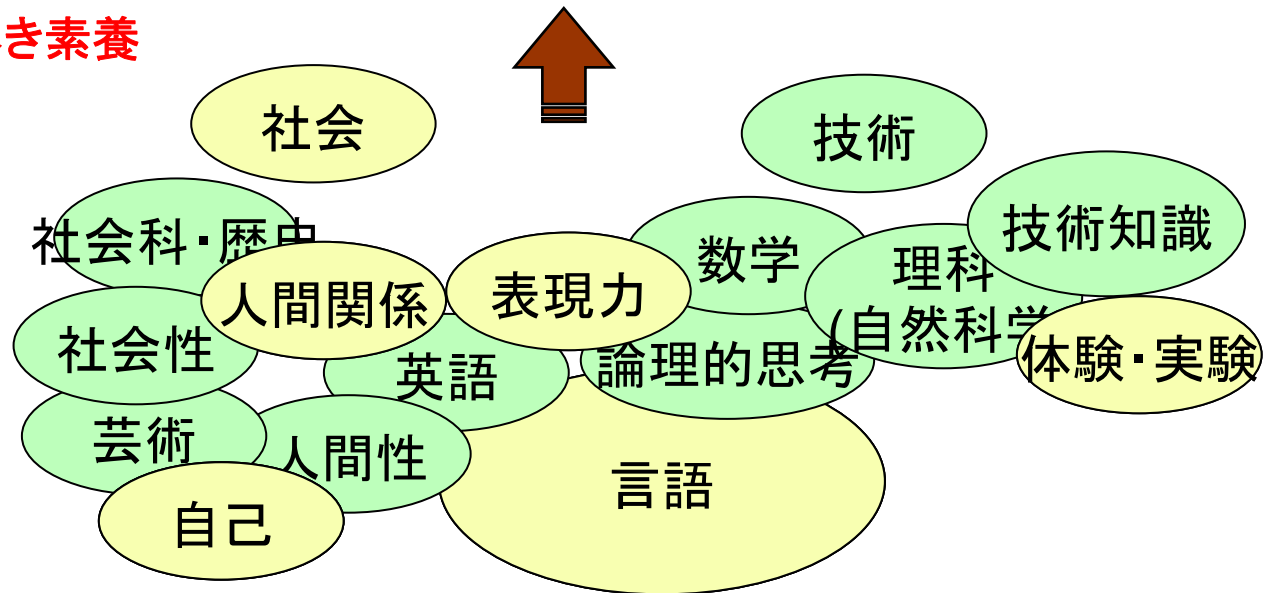 き素養
社会
技術
社会科・歴史
技術知識
数学
理科
(自然科学
人間関係
表現力
社会性
英語
論理的思考
体験・実験
芸術
人間性
言語
自己